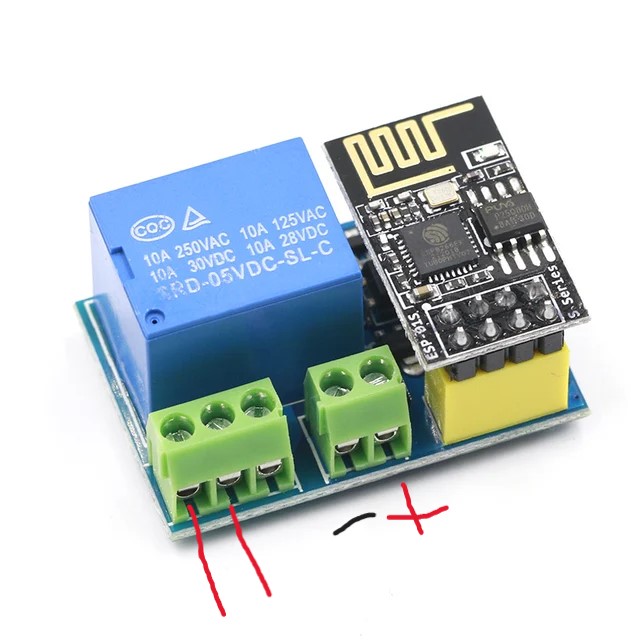 CQC
10A 250VAC 10A 125VAC
10A 30VDC 10A 28VDC
SRD-05VDC-SL-C
ESP-01S
S Series